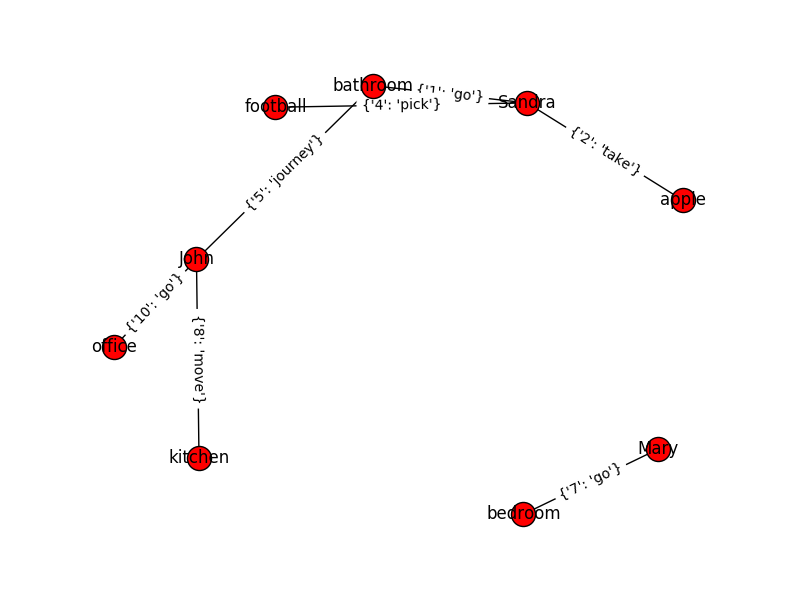 bathroom
{'1': 'go'}
Sandra
football
{'4': 'pick'}
{'2': 'take'}
{'5': 'journey'}
apple
John
{'10': 'go'}
office
{'8': 'move'}
Mary
kitchen
{'7': 'go'}
bedroom